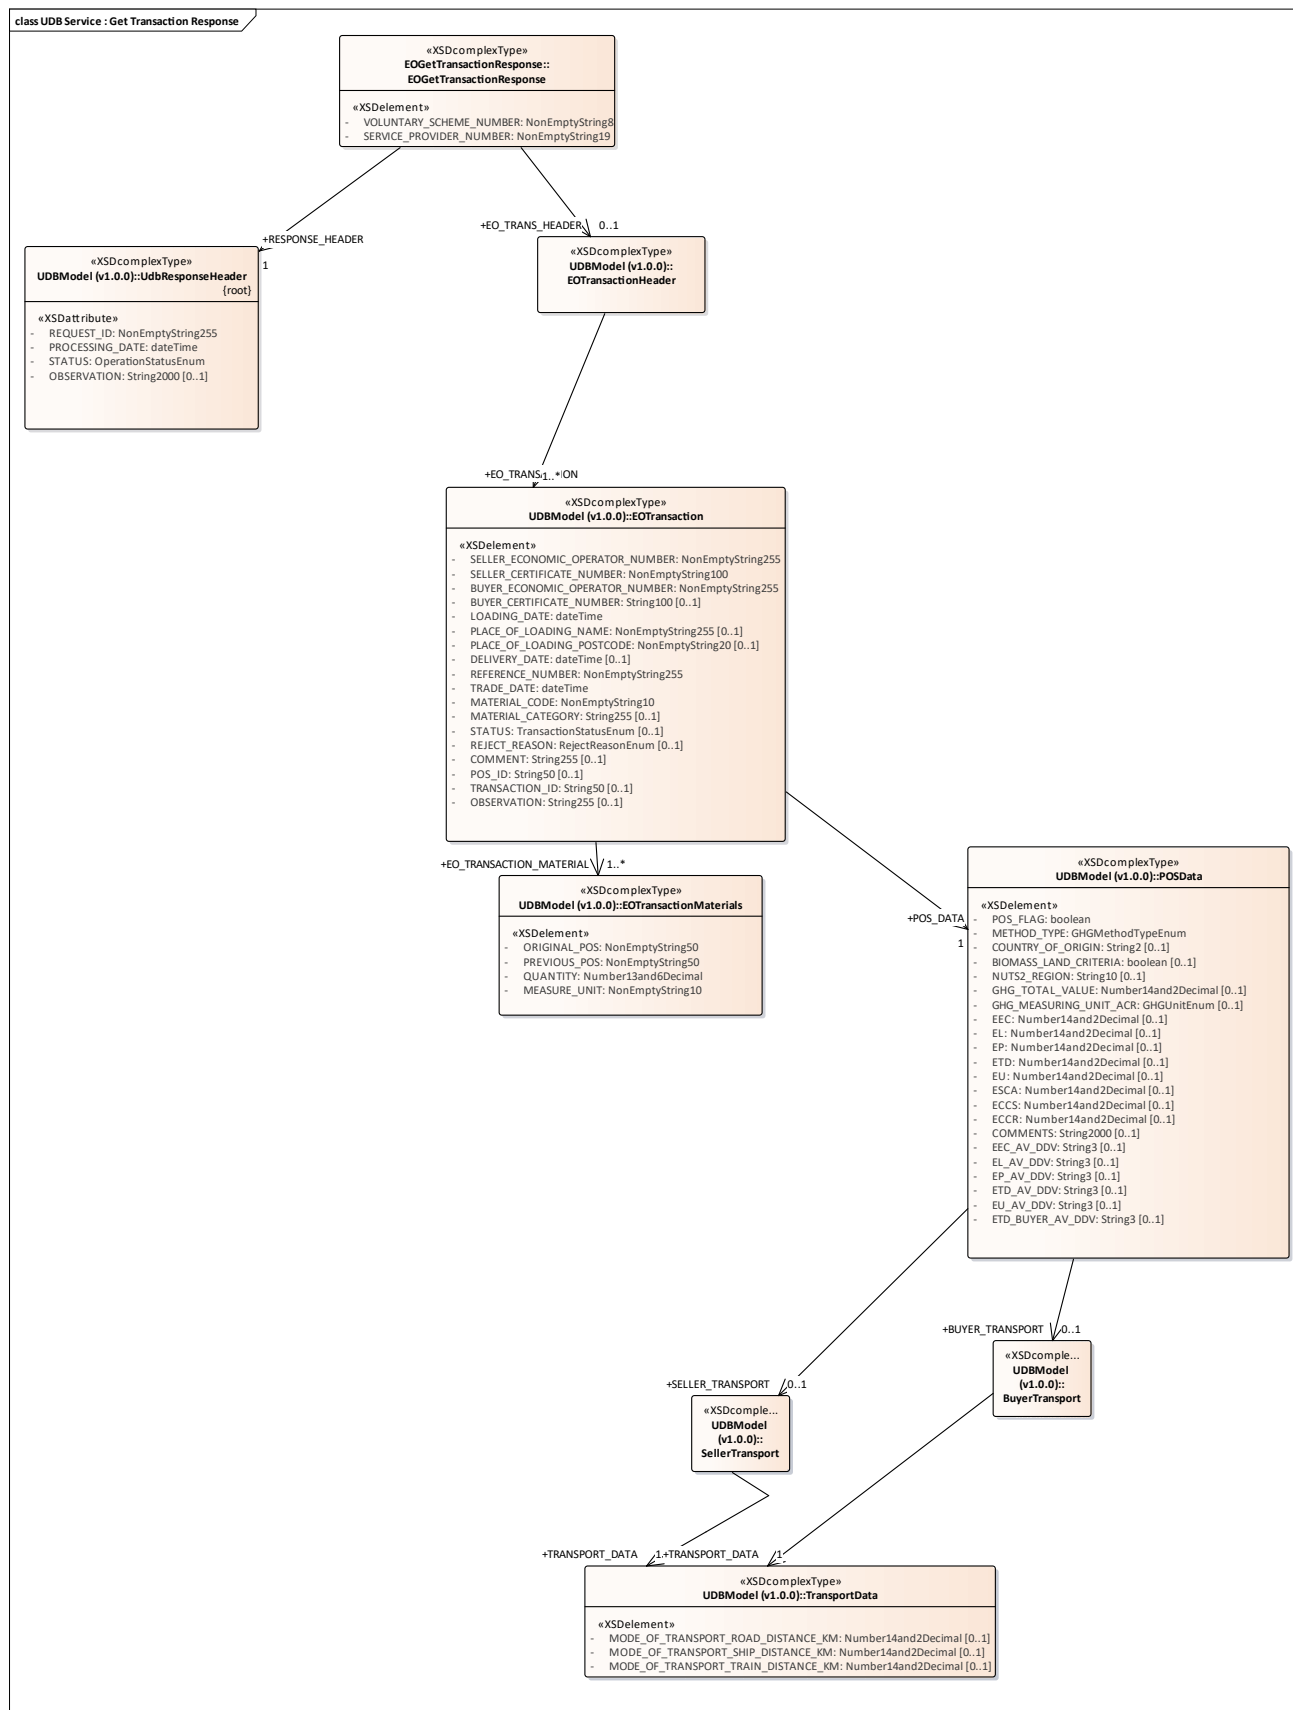 class UDB Service : Get Transaction Response
«XSDcomplexType»
EOGetTransactionResponse::
EOGetTransactionResponse
«XSDelement»
- VOLUNTARY_SCHEME_NUMBER: NonEmptyString8
- SERVICE_PROVIDER_NUMBER: NonEmptyString19
+RESPONSE_HEADER
1
+EO_TRANS_HEADER
0..1
«XSDcomplexType»
UDBModel (v1.0.0)::UdbResponseHeader
{root}
«XSDattribute»
- REQUEST_ID: NonEmptyString255
- PROCESSING_DATE: dateTime
- STATUS: OperationStatusEnum
- OBSERVATION: String2000 [0..1]
«XSDcomplexType»
UDBModel (v1.0.0)::
EOTransactionHeader
1..*
«XSDcomplexType»
UDBModel (v1.0.0)::EOTransaction
«XSDelement»
- SELLER_ECONOMIC_OPERATOR_NUMBER: NonEmptyString255
- SELLER_CERTIFICATE_NUMBER: NonEmptyString100
- BUYER_ECONOMIC_OPERATOR_NUMBER: NonEmptyString255
- BUYER_CERTIFICATE_NUMBER: String100 [0..1]
- LOADING_DATE: dateTime
- PLACE_OF_LOADING_NAME: NonEmptyString255 [0..1]
- PLACE_OF_LOADING_POSTCODE: NonEmptyString20 [0..1]
- DELIVERY_DATE: dateTime [0..1]
- REFERENCE_NUMBER: NonEmptyString255
- TRADE_DATE: dateTime
- MATERIAL_CODE: NonEmptyString10
- MATERIAL_CATEGORY: String255 [0..1]
- STATUS: TransactionStatusEnum [0..1]
- REJECT_REASON: RejectReasonEnum [0..1]
- COMMENT: String255 [0..1]
- POS_ID: String50 [0..1]
- TRANSACTION_ID: String50 [0..1]
- OBSERVATION: String255 [0..1]
+EO_TRANSACTION_MATERIAL
1..*
«XSDcomplexType»
UDBModel (v1.0.0)::EOTransactionMaterials
«XSDelement»
- ORIGINAL_POS: NonEmptyString50
- PREVIOUS_POS: NonEmptyString50
- QUANTITY: Number13and6Decimal
- MEASURE_UNIT: NonEmptyString10
+POS_DATA
1
«XSDcomplexType»
UDBModel (v1.0.0)::POSData
«XSDelement»
- POS_FLAG: boolean
- METHOD_TYPE: GHGMethodTypeEnum
- COUNTRY_OF_ORIGIN: String2 [0..1]
- BIOMASS_LAND_CRITERIA: boolean [0..1]
- NUTS2_REGION: String10 [0..1]
- GHG_TOTAL_VALUE: Number14and2Decimal [0..1]
- GHG_MEASURING_UNIT_ACR: GHGUnitEnum [0..1]
- EEC: Number14and2Decimal [0..1]
- EL: Number14and2Decimal [0..1]
- EP: Number14and2Decimal [0..1]
- ETD: Number14and2Decimal [0..1]
- EU: Number14and2Decimal [0..1]
- ESCA: Number14and2Decimal [0..1]
- ECCS: Number14and2Decimal [0..1]
- ECCR: Number14and2Decimal [0..1]
- COMMENTS: String2000 [0..1]
- EEC_AV_DDV: String3 [0..1]
- EL_AV_DDV: String3 [0..1]
- EP_AV_DDV: String3 [0..1]
- ETD_AV_DDV: String3 [0..1]
- EU_AV_DDV: String3 [0..1]
- ETD_BUYER_AV_DDV: String3 [0..1]
+BUYER_TRANSPORT
0..1
«XSDcomple...
UDBModel
(v1.0.0)::
BuyerTransport
+SELLER_TRANSPORT
0..1
«XSDcomple...
UDBModel
(v1.0.0)::
SellerTransport
+TRANSPORT_DATA
+TRANSPORT_DATA
«XSDcomplexType»
UDBModel (v1.0.0)::TransportData
«XSDelement»
- MODE_OF_TRANSPORT_ROAD_DISTANCE_KM: Number14and2Decimal [0..1]
- MODE_OF_TRANSPORT_SHIP_DISTANCE_KM: Number14and2Decimal [0..1]
- MODE_OF_TRANSPORT_TRAIN_DISTANCE_KM: Number14and2Decimal [0..1]